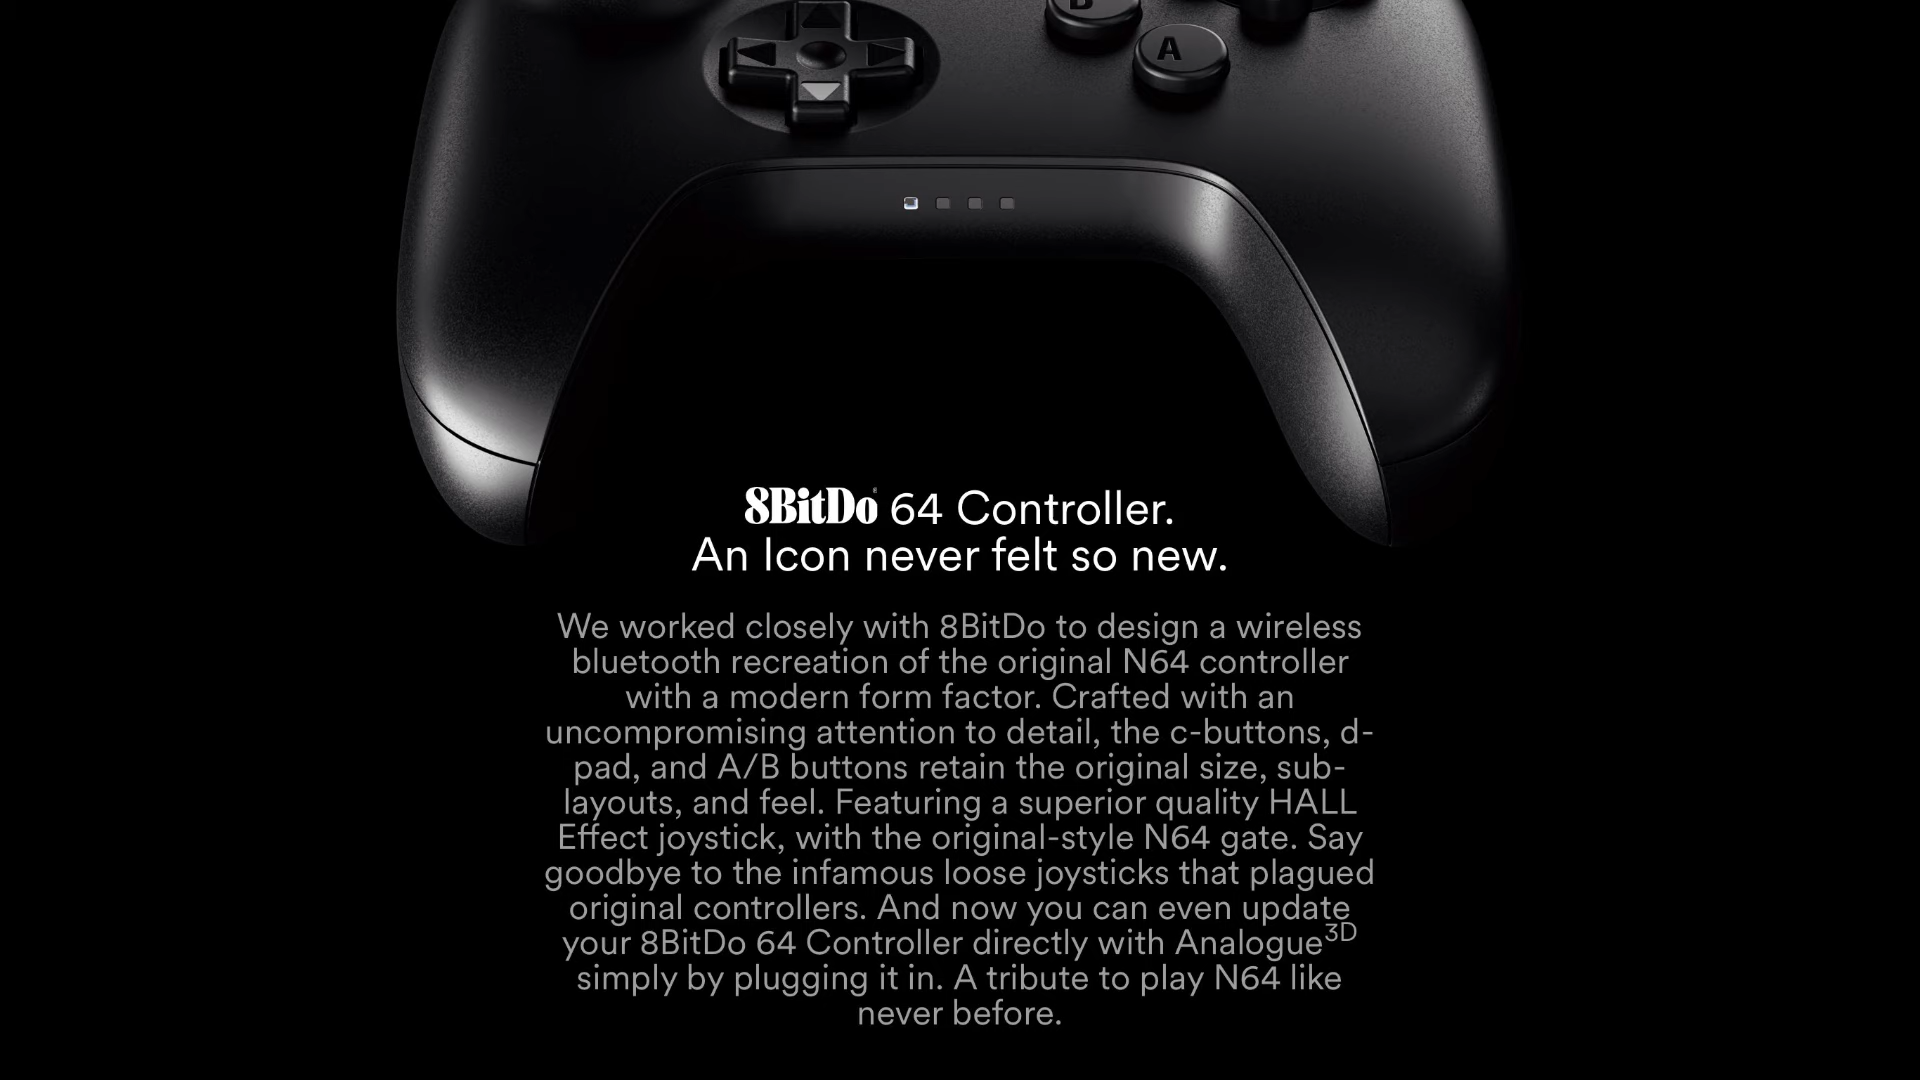 B
A
8BitDo 64 Controller.
An Icon never felt so new.
We worked closely with 8BitDo to design a wireless
bluetooth recreation of the original N64 controller
with a modern form factor. Crafted with an
uncompromising attention to detail, the c-buttons, d-
pad, and A/B buttons retain the original size, sub-
layouts, and feel. Featuring a superior quality HALL
Effect joystick, with the original-style N64 gate. Say
goodbye to the infamous loose joysticks that plagued
original controllers. And now you can even update
your 8BitDo 64 Controller directly with Analogue3D
simply by plugging it in. A tribute to play N64 like
never before.